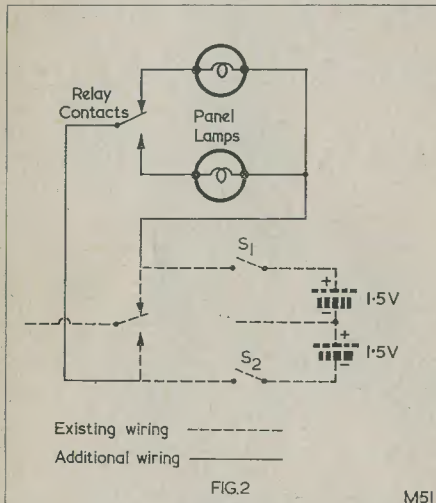 Relay
Contacts
Panel
Lamps
S1
+
1·5V
-
+
1·5V
S2
-
Existing wiring
Additional wiring
FIG.2
M51